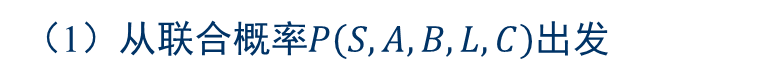 （1）从联合概率P(S, A, B, L, C)出发